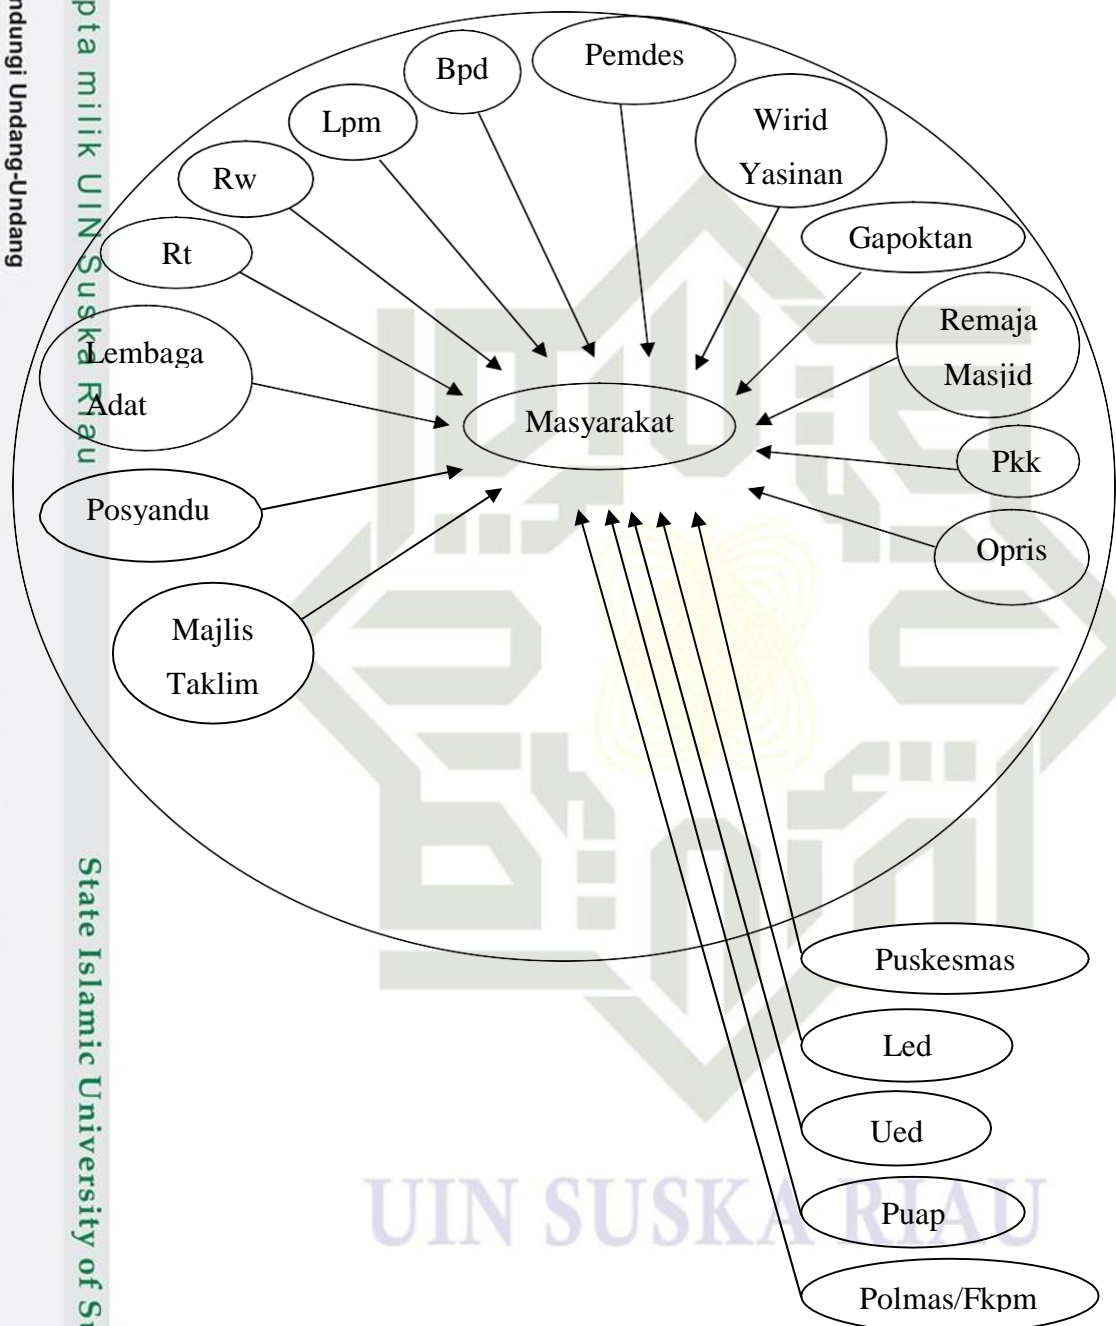 Bpd
Pemdes
Lpm
Wirid
Yasinan
Rw
Gapoktan
Rt
Remaja
Masjid
Lembaga
Adat
Masyarakat
Pkk
Posyandu
Opris
Majlis
Taklim
Puskesmas
Led
Ued
Puap
Polmas/Fkpm
UIN SUSKA RIAU
ndungi Undang-Undang
pta milik UIN Suska Riau
State Islamic University of Su